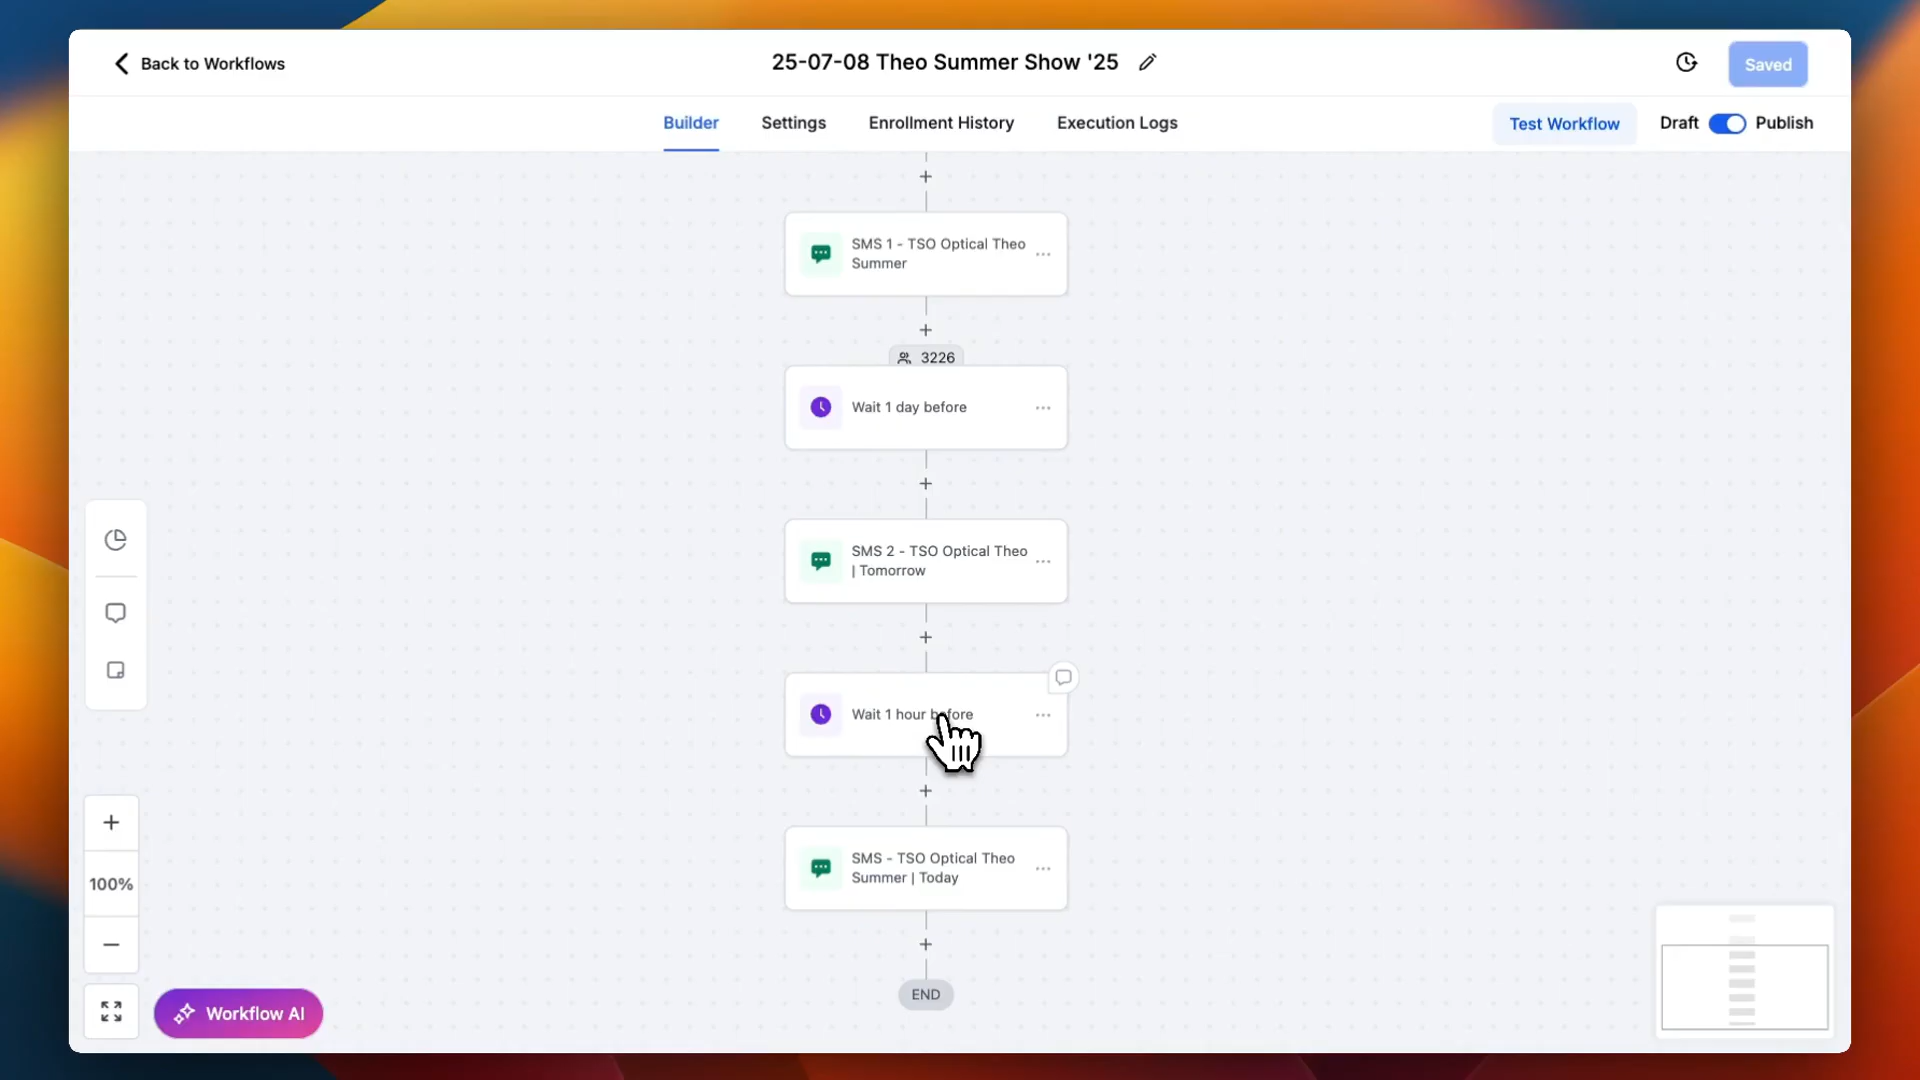 Back to Workflows
25-07-08 Theo Summer Show '25
Saved
Builder
Settings
Enrollment History
Execution Logs
Test Workflow
Draft
Publish
SMS 1 - TSO Optical Theo
Summer
3226
Wait 1 day before
SMS 2 - TSO Optical Theo
| Tomorrow
Wait 1 hour before
SMS - TSO Optical Theo
Summer | Today
END
100%
Workflow AI